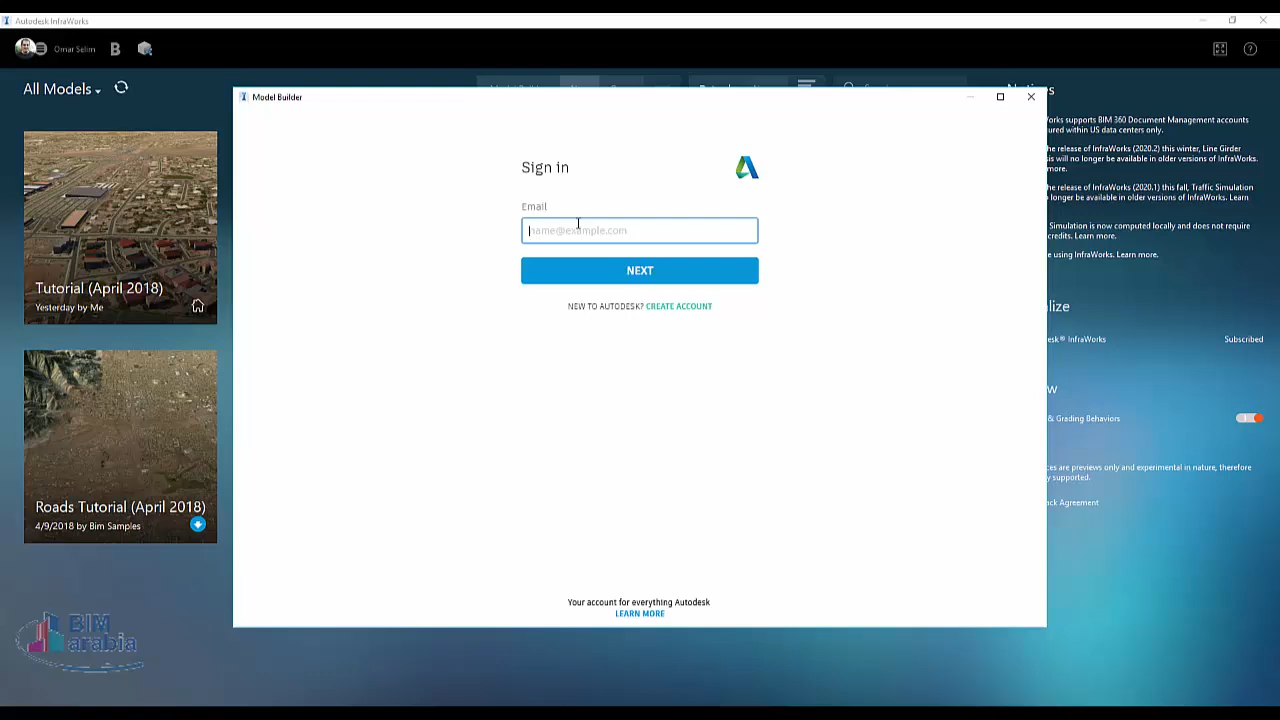 Autodesk InfraWorks
Omar Selim
All Models
Model Builder
Sign in
Email
name@example.com
NEXT
NEW TO AUTODESK? CREATE ACCOUNT
Your account for everything Autodesk
LEARN MORE
Tutorial (April 2018)
Yesterday by Me
Roads Tutorial (April 2018)
4/9/2018 by Bim Samples
orks supports BIM 360 Document Management accounts
ured within US data centers only.
he release of InfraWorks (2020.2) this winter, Line Girder
is will no longer be available in older versions of InfraWorks.
more.
he release of InfraWorks (2020.1) this fall, Traffic Simulation
longer be available in older versions of InfraWorks. Learn
Simulation is now computed locally and does not require
credits. Learn more.
e using InfraWorks. Learn more.
alize
esk® InfraWorks Subscribed
ow
& Grading Behaviors
ces are previews only and experimental in nature, therefore
y supported.
ack Agreement
BIM
arabia